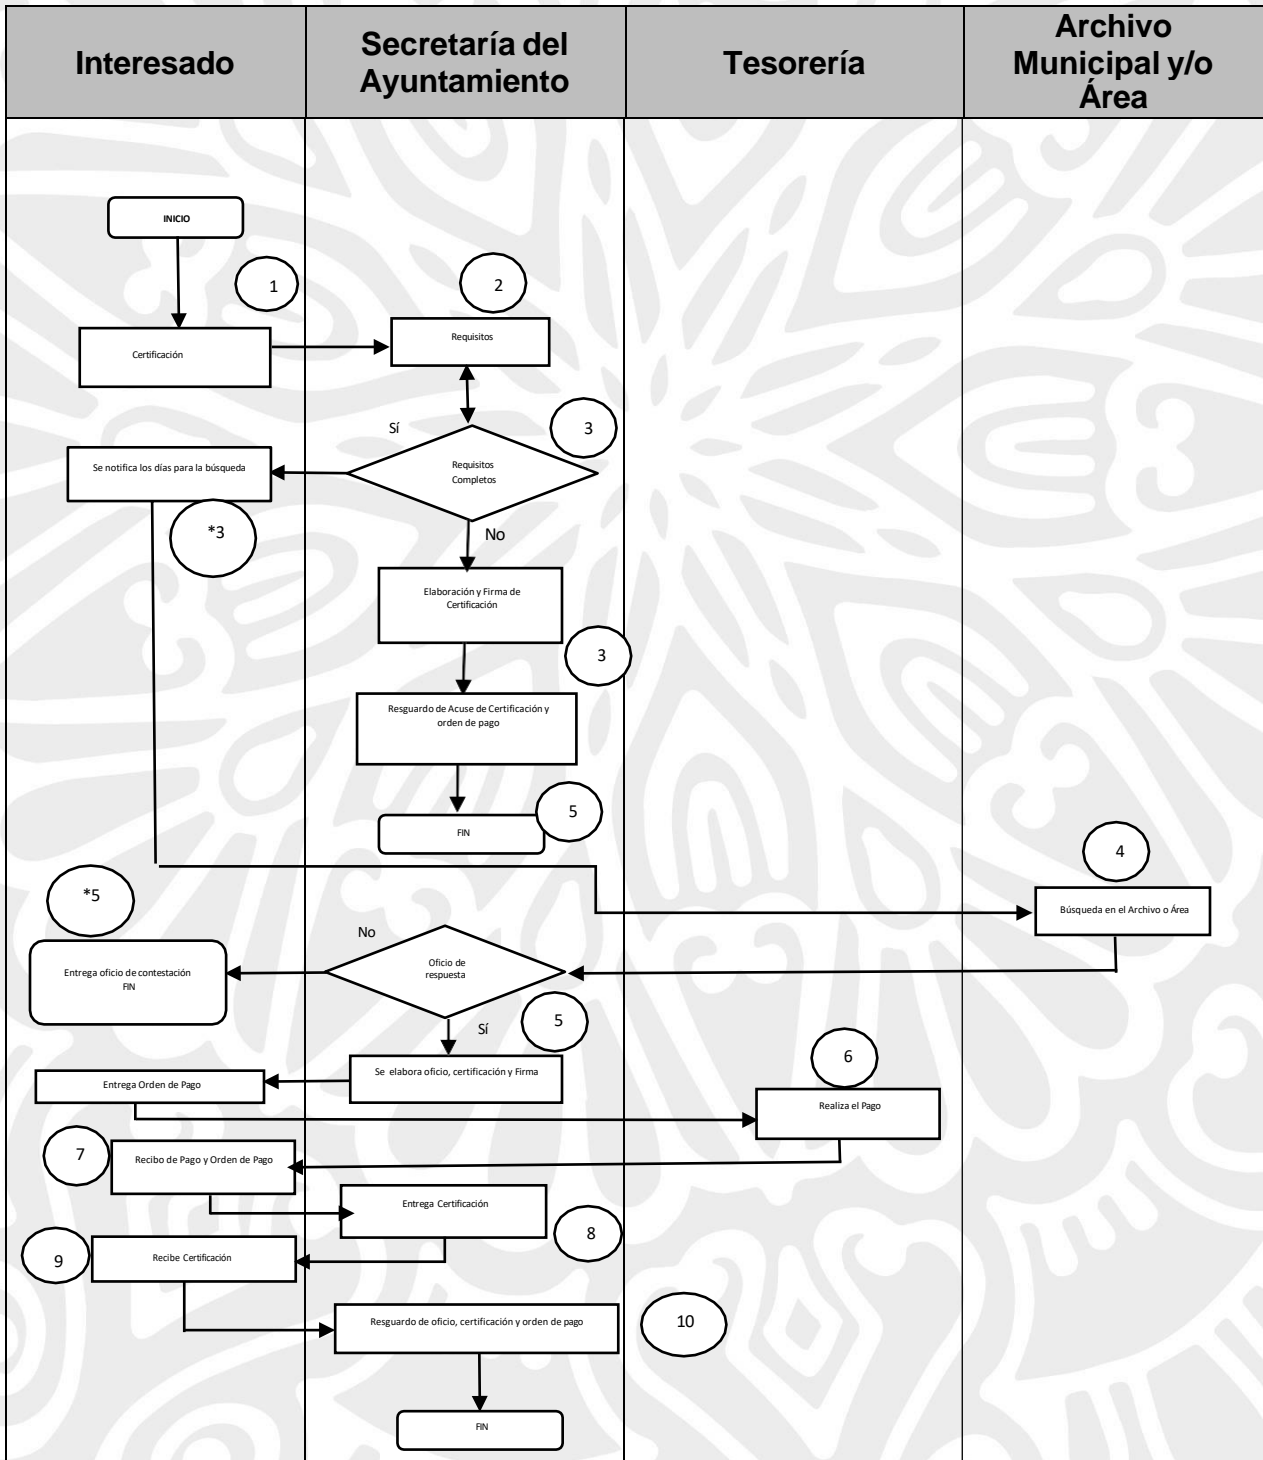 Interesado
Secretaría del
Ayuntamiento
Tesorería
Archivo
Municipal y/o
Área
INICIO
1
2
Certificación
Requisitos
Sí
3
Requisitos
Completos
Se notifica los días para la búsqueda
*3
No
Elaboración y Firma de
Certificación
3
Resguardo de Acuse de Certificación y
orden de pago
5
FIN
4
*5
Búsqueda en el Archivo o Área
No
Oficio de
respuesta
Entrega oficio de contestación
FIN
5
Sí
6
Se elabora oficio, certificación y Firma
Entrega Orden de Pago
Realiza el Pago
7
Recibo de Pago y Orden de Pago
Entrega Certificación
8
9
Recibe Certificación
Resguardo de oficio, certificación y orden de pago
10
FIN